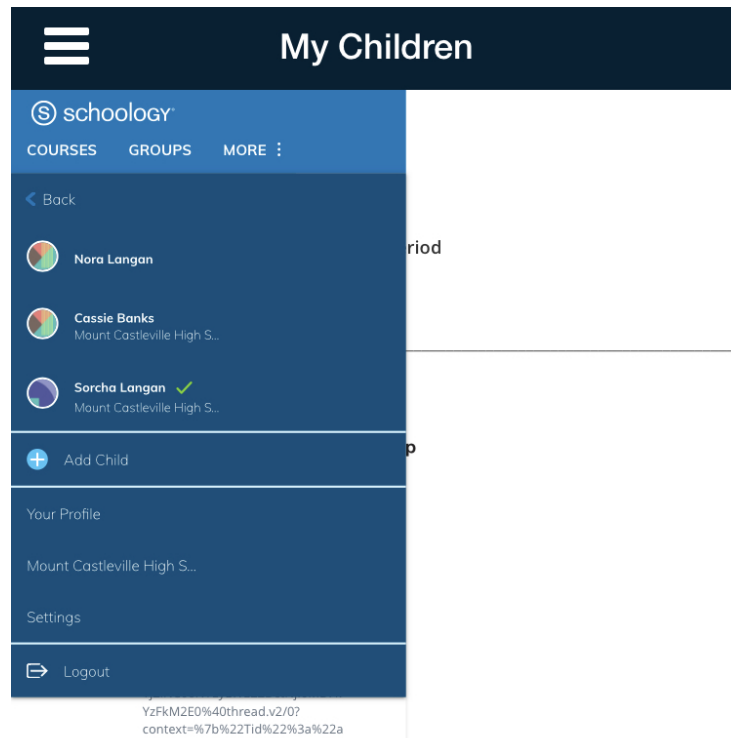 My Children
schoology
COURSES GROUPS MORE
Back
riod
Nora Langan
Cassie Banks
Mount Castleville High S...
Sorcha Langan
Mount Castleville High S...
p
Add Child
Your Profile
Mount Castleville High S...
Settings
Logout
YzFkM2E0%40thread.v2/0?
context=%7b%22Tid%22%3a%22a